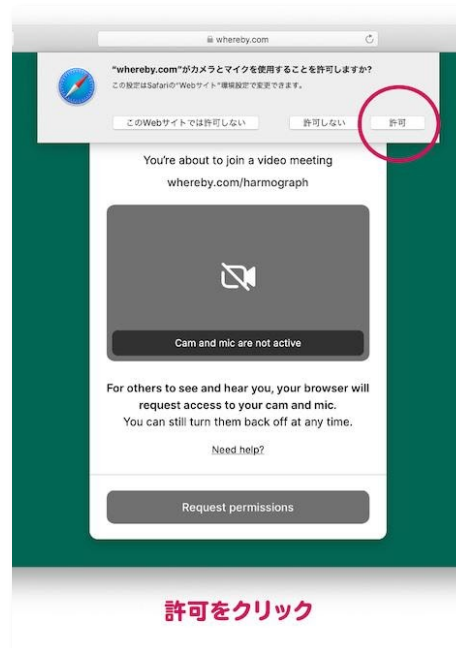 whereby.com
"whereby.com"がカメラとマイクを使用することを許可しますか?
この設定はSafariの"Webサイト"環境設定で変更できます。
このWebサイトでは許可しない 許可しない 許可
You're about to join a video meeting
whereby.com/harmograph
Cam and mic are not active
For others to see and hear you, your browser will
request access to your cam and mic.
You can still turn them back off at any time.
Need help?
Request permissions
許可をクリック